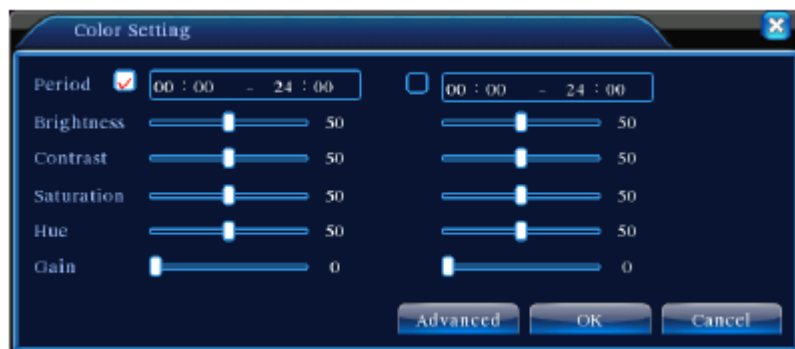 Color Setting
Period 00 : 00 - 24 : 00 00 : 00 - 24 : 00
Brightness 50 50
Contrast 50 50
Saturation 50 50
Hue 50 50
Gain 0 0
Advanced OK Cancel